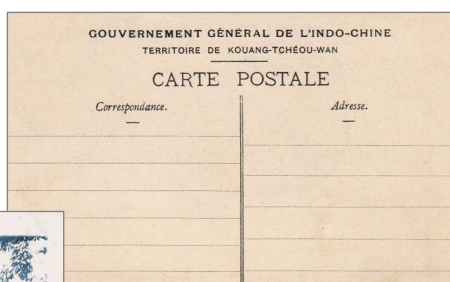 GOUVERNEMENT GÉNÉRAL DE L'INDO-CHINE
TERRITOIRE DE KOUANG-TCHÉOU-WAN
CARTE POSTALE
Correspondance.
Adresse.